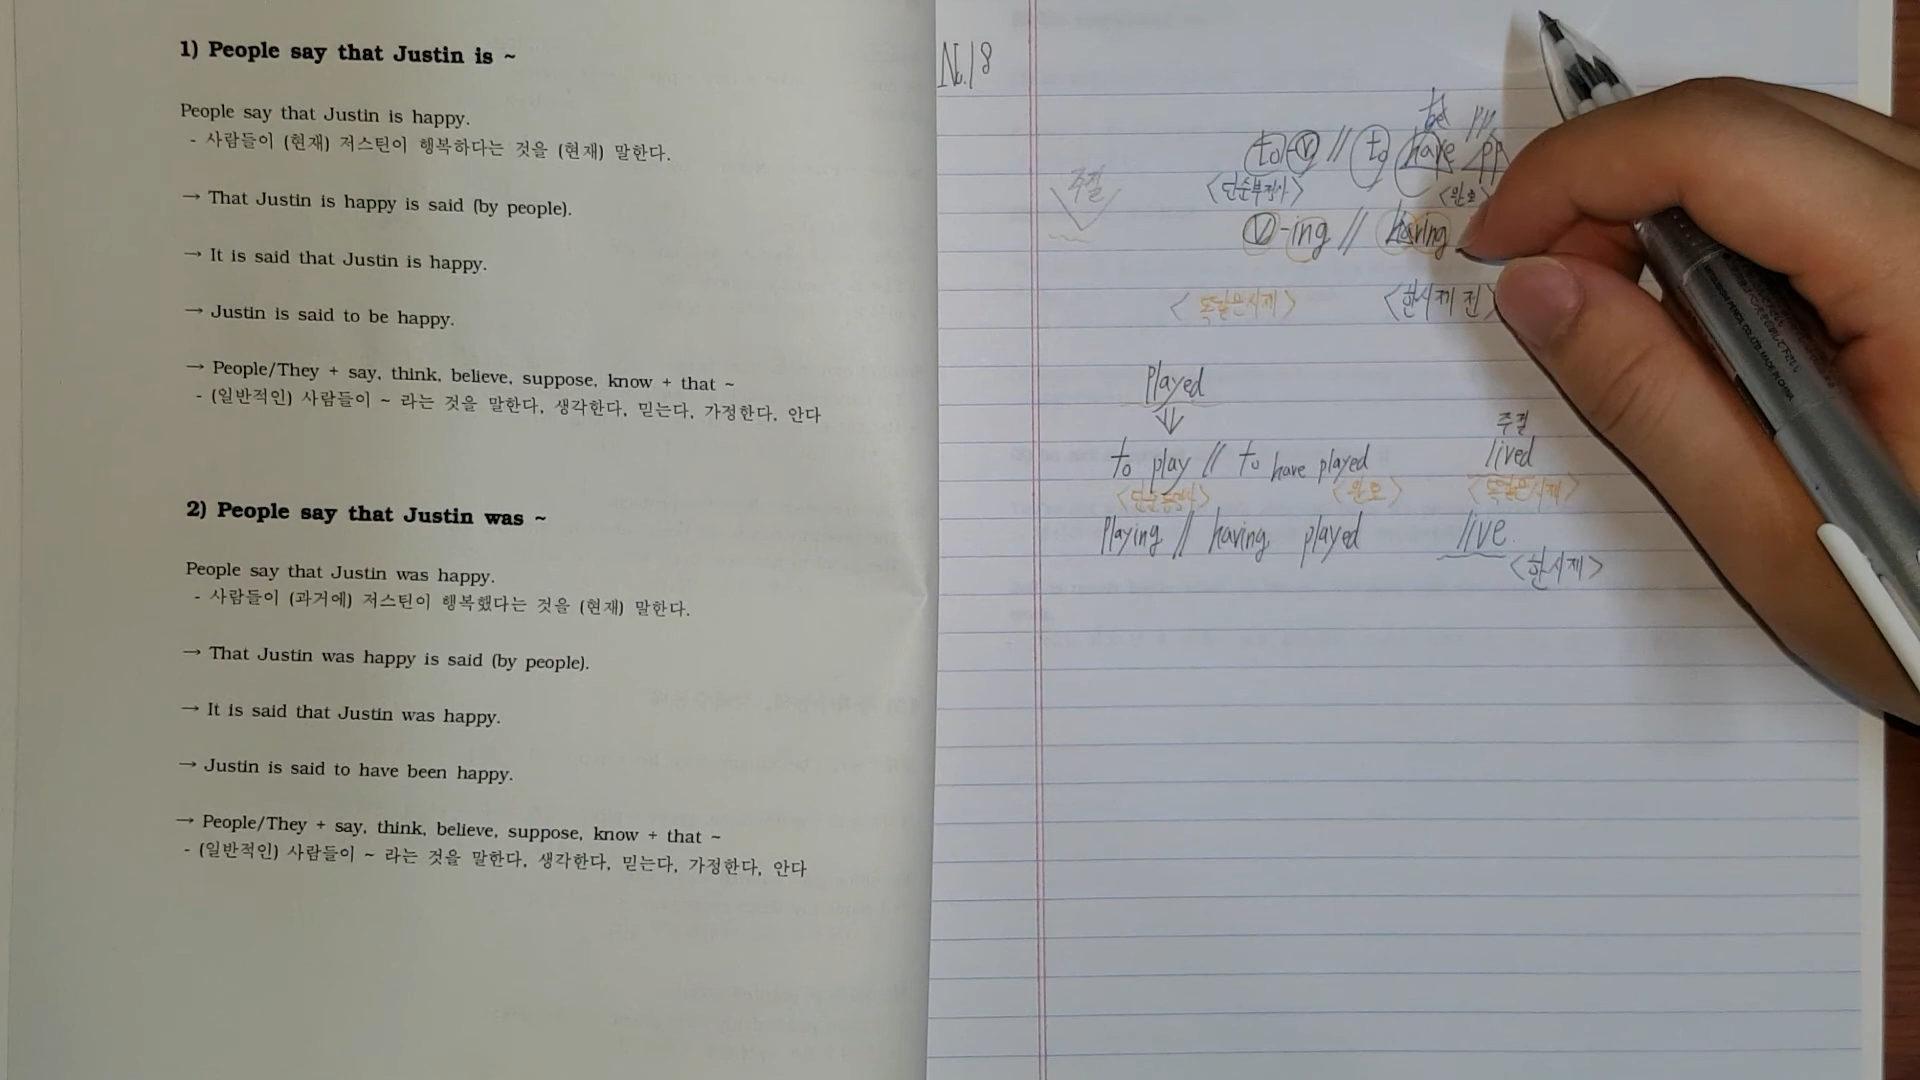 1) People say that Justin is ~
People say that Justin is happy.
- 사람들이 (현재) 저스틴이 행복하다는 것을 (현재) 말한다.
→ That Justin is happy is said (by people).
→ It is said that Justin is happy.
→ Justin is said to be happy.
→ People/They + say, think, believe, suppose, know + that ~
- (일반적인) 사람들이 ~ 라는 것을 말한다, 생각한다, 믿는다, 가정한다, 안다
2) People say that Justin was ~
People say that Justin was happy.
- 사람들이 (과거에) 저스틴이 행복했다는 것을 (현재) 말한다.
→ That Justin was happy is said (by people).
→ It is said that Justin was happy.
→ Justin is said to have been happy.
→ People/They + say, think, believe, suppose, know + that ~
- (일반적인) 사람들이 ~ 라는 것을 말한다, 생각한다, 믿는다, 가정한다, 안다
No.18
be pp
to-v // to have pp
주절
<단순부정사> <완료>
v-ing // having
<똑같은시제> <한시제 전>
played
to play // to have played
<완료>
playing // having played
주절
lived
<똑같은시제>
live.
<한시제>